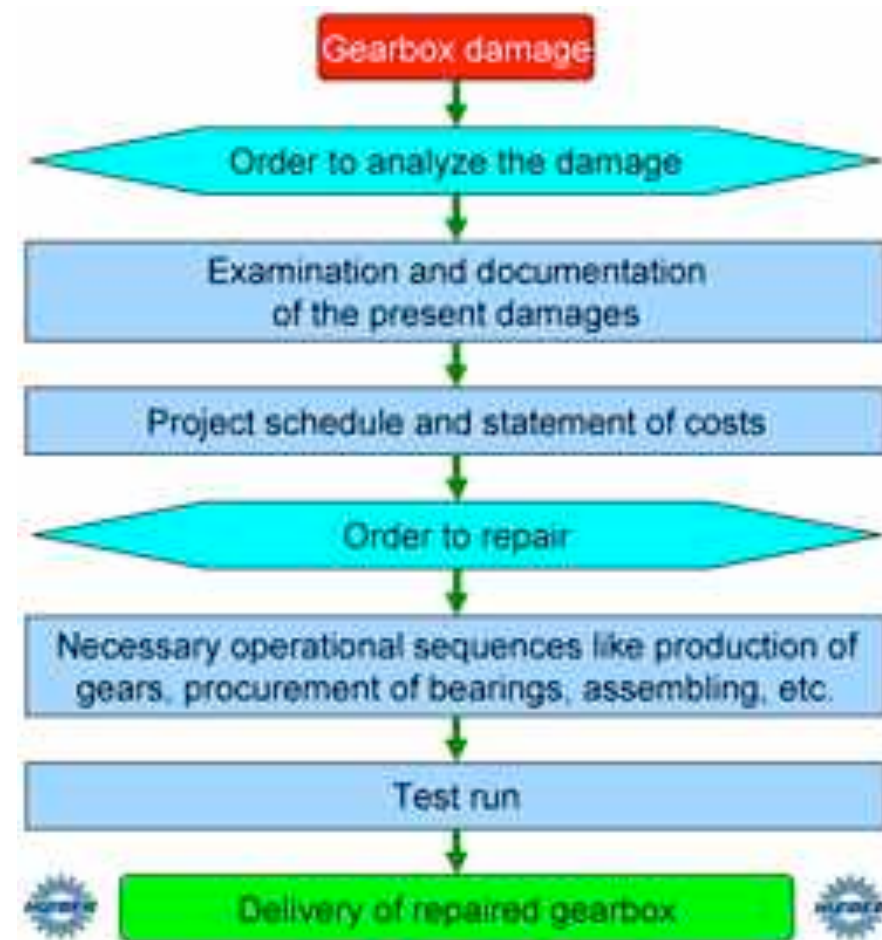 Gearbox damage
Order to analyze the damage
Examination and documentation
of the present damages
Project schedule and statement of costs
Order to repair
Necessary operational sequences like production of
gears, procurement of bearings, assembling, etc.
Test run
Delivery of repaired gearbox